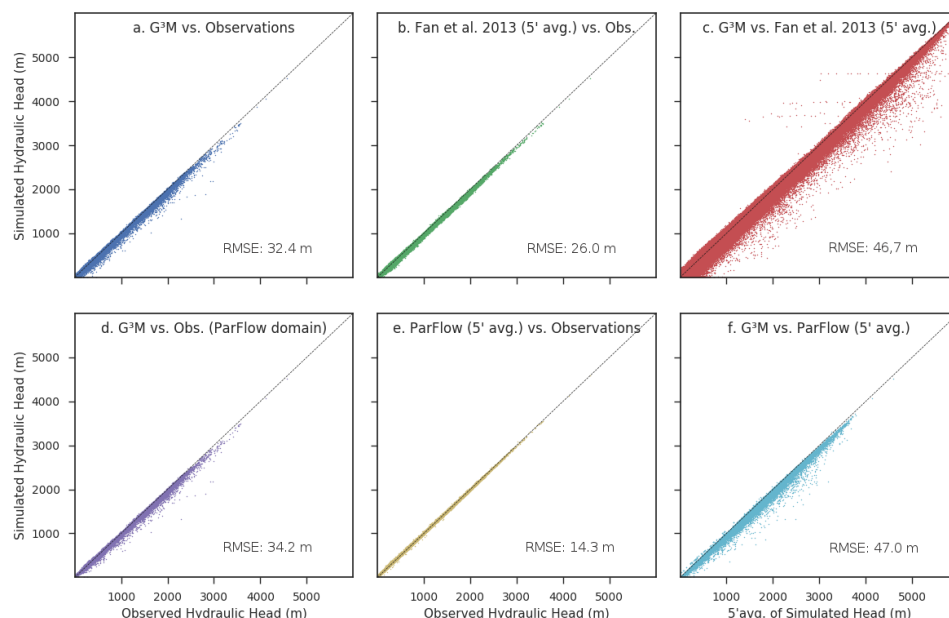 a. G³M vs. Observations
b. Fan et al. 2013 (5' avg.) vs Obs.
c. G³M vs. Fan et al. 2013 (5' avg.)
Simulated Hydraulic Head (m)
5000
4000
3000
2000
1000
RMSE: 32.4 m
RMSE: 26.0 m
RMSE: 46,7 m
d. G³M vs. Obs. (ParFlow domain)
e. ParFlow (5' avg.) vs Observations
f. G³M vs. ParFlow (5' avg.)
Simulated Hydraulic Head (m)
5000
4000
3000
2000
1000
RMSE: 34.2 m
RMSE: 14.3 m
RMSE: 47.0 m
1000 2000 3000 4000 5000
1000 2000 3000 4000 5000
1000 2000 3000 4000 5000
Observed Hydraulic Head (m)
Observed Hydraulic Head (m)
5'avg. of Simulated Head (m)